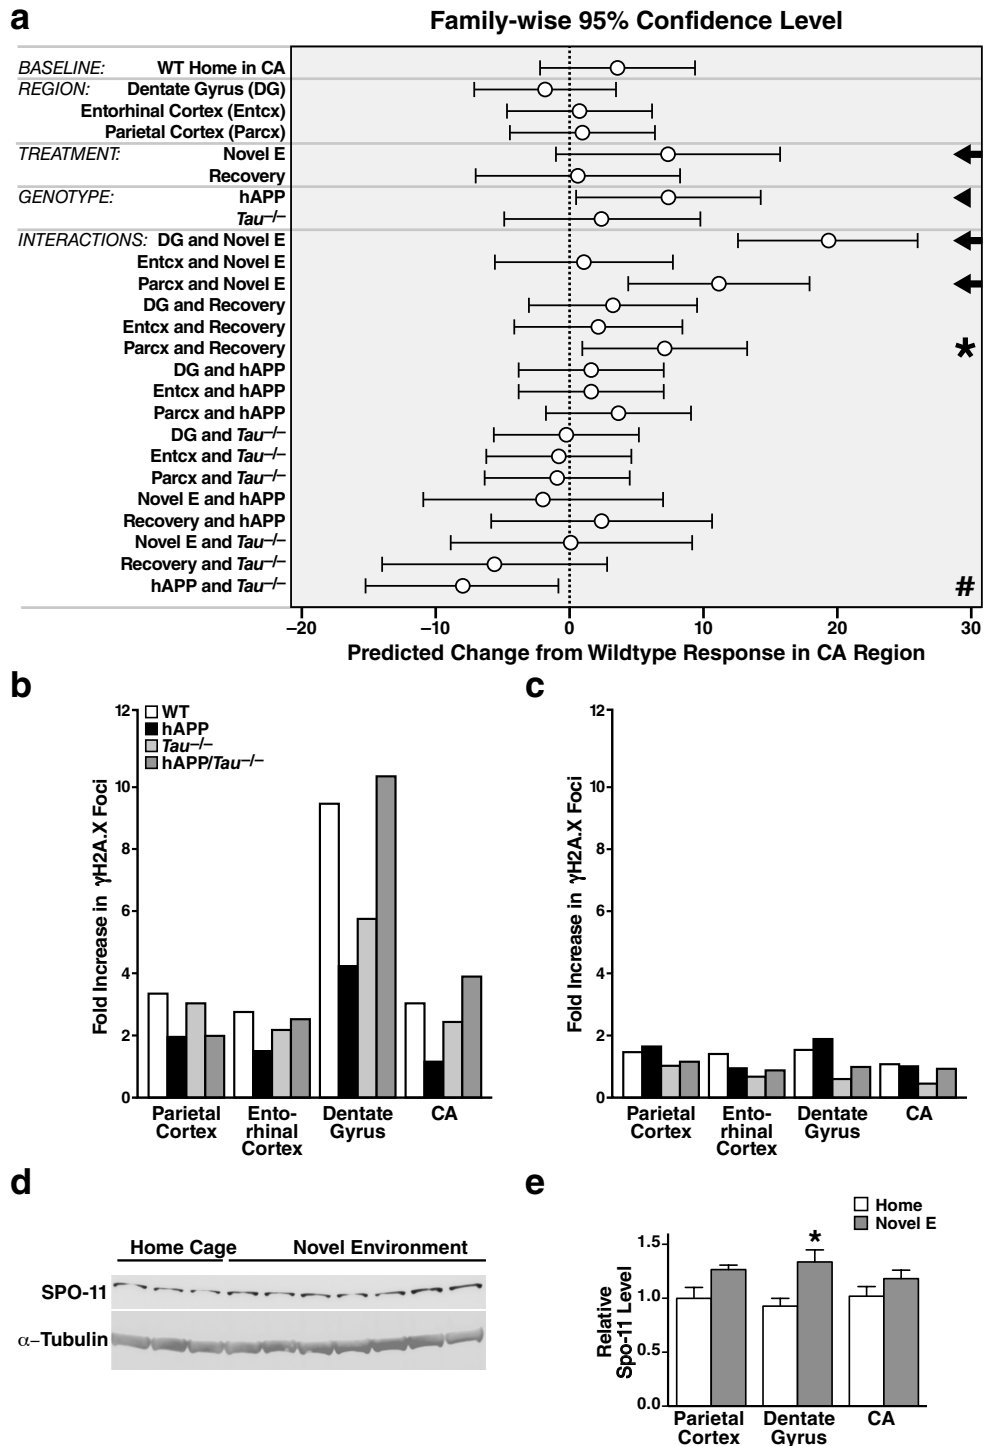 a
Family-wise 95% Confidence Level
BASELINE: WT Home in CA
REGION: Dentate Gyrus (DG)
Entorhinal Cortex (Entcx)
Parietal Cortex (Parcx)
TREATMENT: Novel E
Recovery
GENOTYPE: hAPP
Tau–/–
INTERACTIONS: DG and Novel E
Entcx and Novel E
Parcx and Novel E
DG and Recovery
Entcx and Recovery
Parcx and Recovery *
DG and hAPP
Entcx and hAPP
Parcx and hAPP
DG and Tau–/–
Entcx and Tau–/–
Parcx and Tau–/–
Novel E and hAPP
Recovery and hAPP
Novel E and Tau–/–
Recovery and Tau–/–
hAPP and Tau–/– #
–20 –10 0 10 20 30
Predicted Change from Wildtype Response in CA Region
b
Fold Increase in γH2A.X Foci
12
10
8
6
4
2
0
WT
hAPP
Tau–/–
hAPP/Tau–/–
Parietal Ento- Dentate CA
Cortex rhinal Gyrus
Cortex
c
Fold Increase in γH2A.X Foci
12
10
8
6
4
2
0
Parietal Ento- Dentate CA
Cortex rhinal Gyrus
Cortex
d
Home Cage Novel Environment
SPO-11
α–Tubulin
e
Home
Novel E
Relative
Spo-11 Level
1.5
1.0
0.5
0.0
*
Parietal Dentate CA
Cortex Gyrus